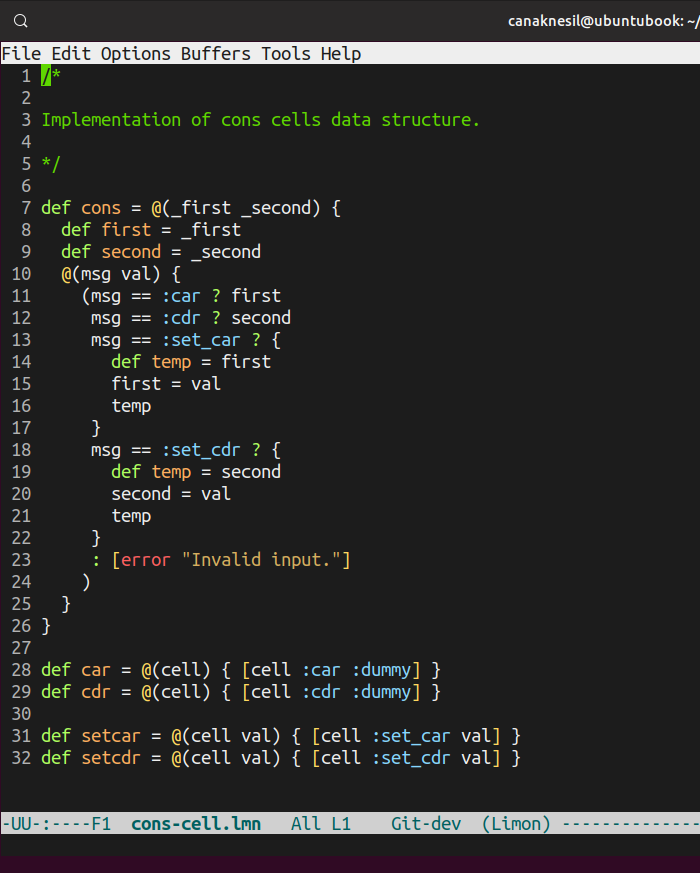 canaknesil@ubuntubook: ~/
File Edit Options Buffers Tools Help
1 /*
2
3 Implementation of cons cells data structure.
4
5 */
6
7 def cons = @(_first _second) {
8   def first = _first
9   def second = _second
10   @(msg val) {
11     (msg == :car ? first
12      msg == :cdr ? second
13      msg == :set_car ? {
14        def temp = first
15        first = val
16        temp
17      }
18      msg == :set_cdr ? {
19        def temp = second
20        second = val
21        temp
22      }
23      : [error "Invalid input."]
24     )
25   }
26 }
27
28 def car = @(cell) { [cell :car :dummy] }
29 def cdr = @(cell) { [cell :cdr :dummy] }
30
31 def setcar = @(cell val) { [cell :set_car val] }
32 def setcdr = @(cell val) { [cell :set_cdr val] }
-UU-:----F1  cons-cell.lmn   All L1    Git-dev  (Limon) --------------